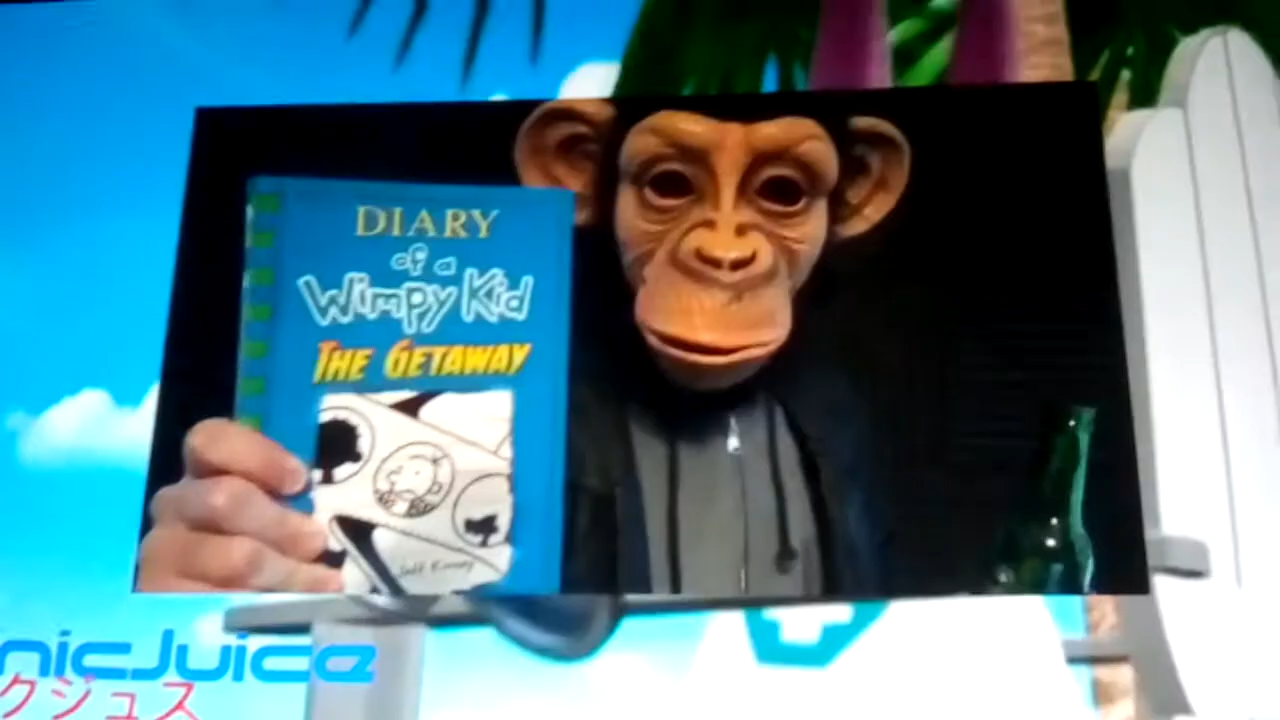 DIARY
of a
Wimpy Kid
THE GETAWAY
Jeff Kinney
nicJuice
クジュス